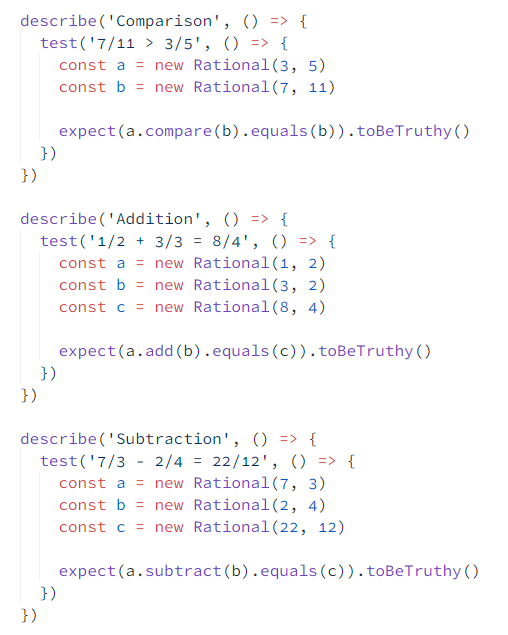 describe('Comparison', () => {
  test('7/11 > 3/5', () => {
    const a = new Rational(3, 5)
    const b = new Rational(7, 11)

    expect(a.compare(b).equals(b)).toBeTruthy()
  })
})

describe('Addition', () => {
  test('1/2 + 3/3 = 8/4', () => {
    const a = new Rational(1, 2)
    const b = new Rational(3, 2)
    const c = new Rational(8, 4)

    expect(a.add(b).equals(c)).toBeTruthy()
  })
})

describe('Subtraction', () => {
  test('7/3 - 2/4 = 22/12', () => {
    const a = new Rational(7, 3)
    const b = new Rational(2, 4)
    const c = new Rational(22, 12)

    expect(a.subtract(b).equals(c)).toBeTruthy()
  })
})